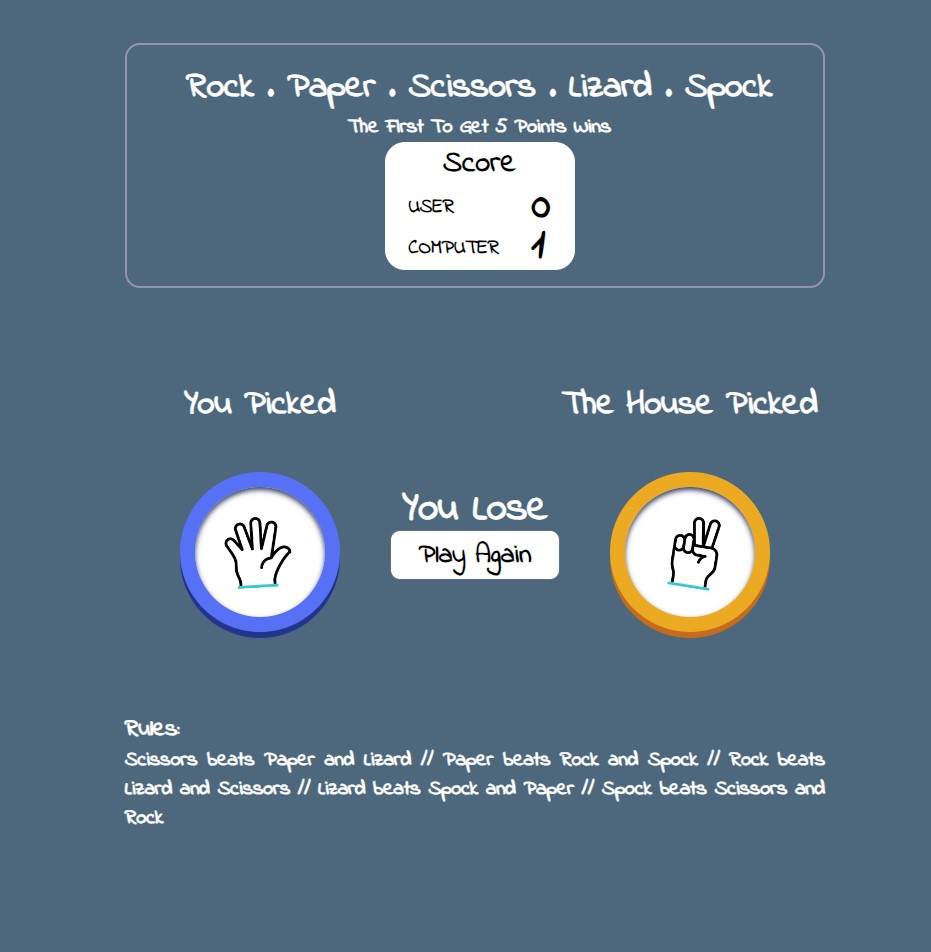 Rock . Paper . Scissors . Lizard . Spock
The First To Get 5 Points Wins
Score
USER 0
COMPUTER 1
You Picked
The House Picked
You Lose
Play Again
Rules:
Scissors beats Paper and Lizard // Paper beats Rock and Spock // Rock beats
Lizard and Scissors // Lizard beats Spock and Paper // Spock beats Scissors and
Rock